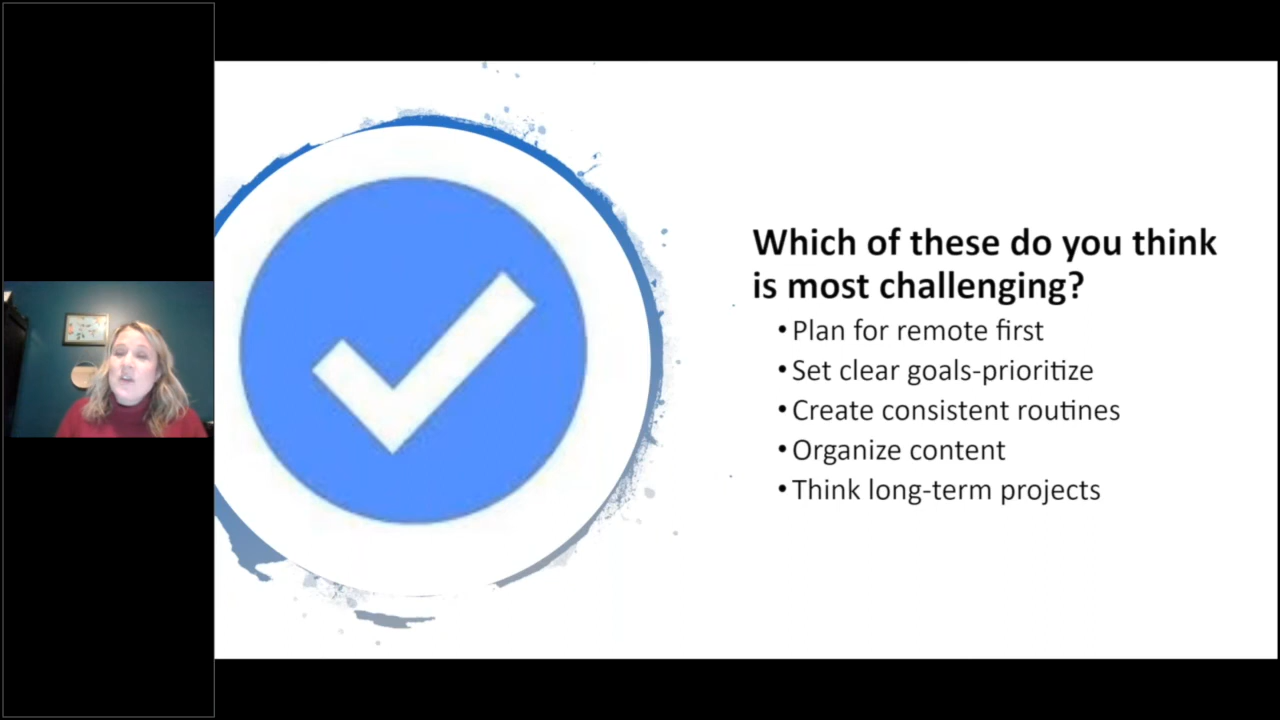 Which of these do you think
is most challenging?
•Plan for remote first
•Set clear goals-prioritize
•Create consistent routines
•Organize content
•Think long-term projects